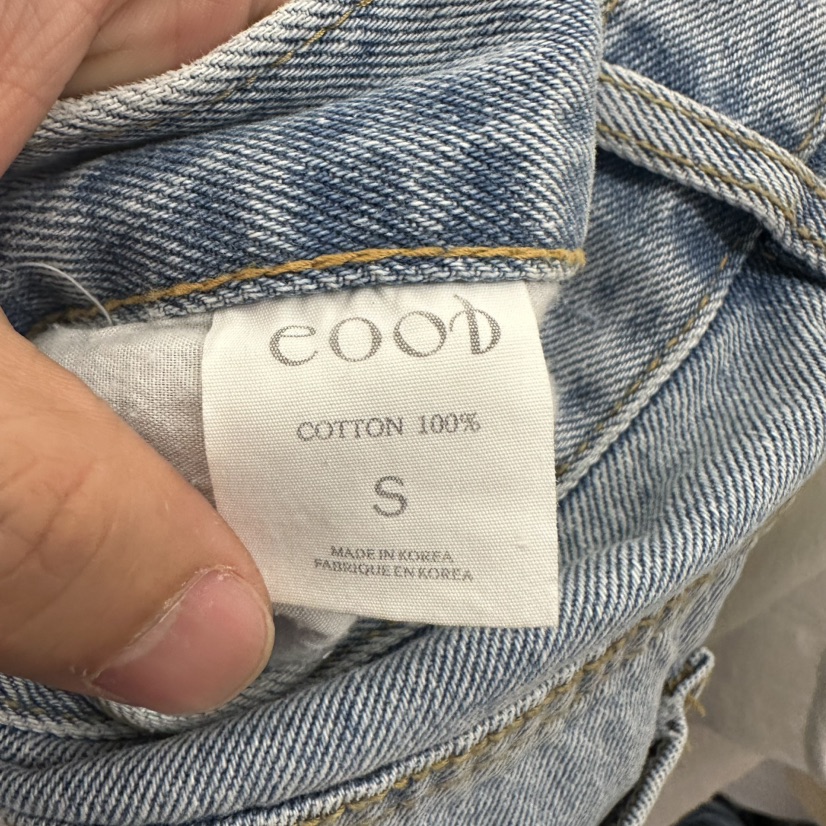 eood
COTTON 100%
S
MADE IN KOREA
FABRIQUE EN KOREA